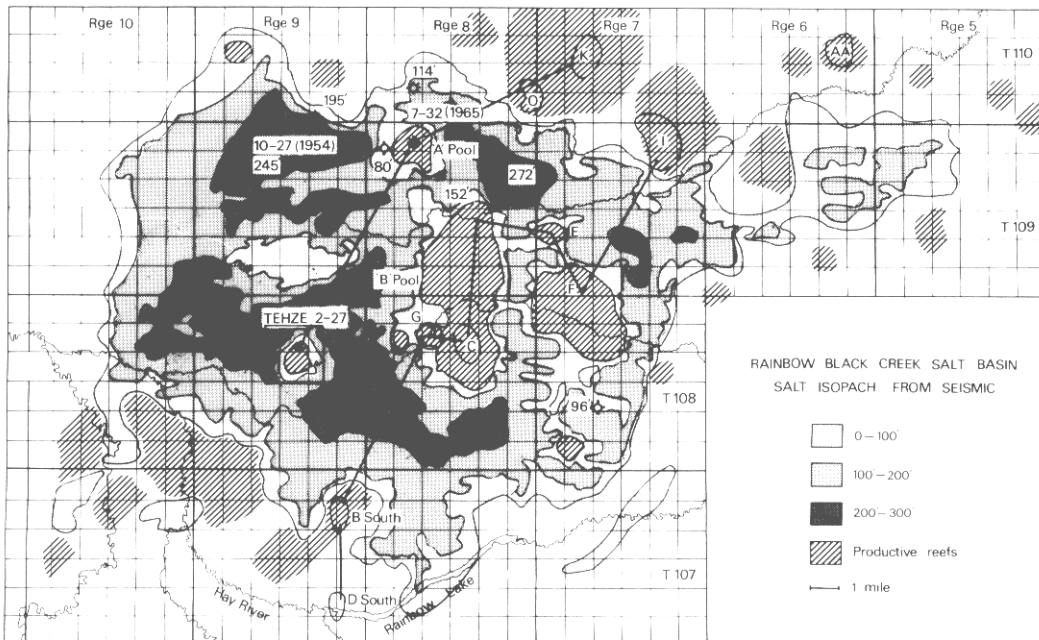 Rge 10
Rge 9
Rge 8
Rge 7
Rge 6
Rge 5
K
AA
T 110
114'
O
195
7-32 (1965)
10-27 (1954)
245
80'
A Pool
I
272'
152'
E
T 109
B Pool
F
TEHZE 2-27
G
C
RAINBOW BLACK CREEK SALT BASIN
SALT ISOPACH FROM SEISMIC
T 108
96'
0-100'
100'-200'
200'-300'
B South
Productive reefs
T 107
1 mile
Hay River
D South
Rainbow Lake